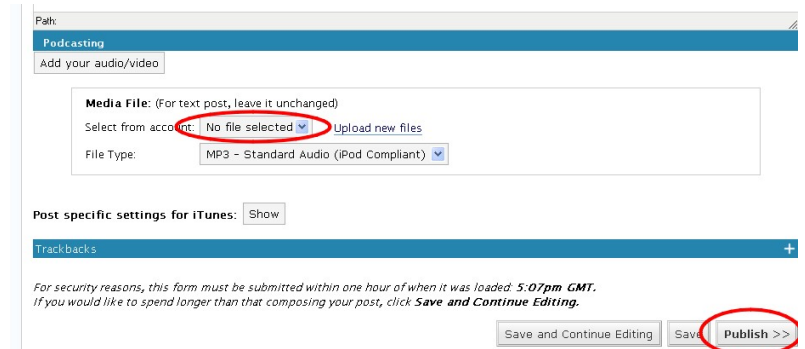 Path:
Podcasting
Add your audio/video
Media File: (For text post, leave it unchanged)
Select from account: No file selected Upload new files
File Type: MP3 - Standard Audio (iPod Compliant)
Post specific settings for iTunes: Show
Trackbacks +
For security reasons, this form must be submitted within one hour of when it was loaded: 5:07pm GMT.
If you would like to spend longer than that composing your post, click Save and Continue Editing.
Save and Continue Editing Save Publish >>